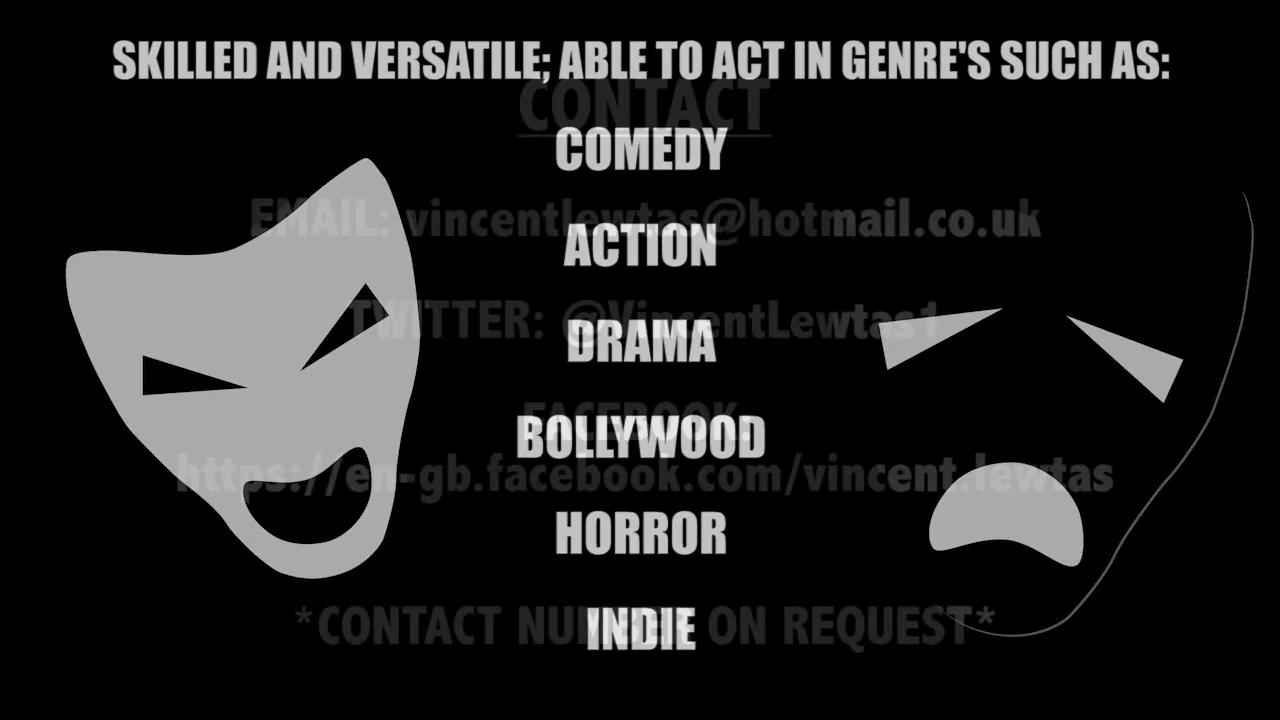 SKILLED AND VERSATILE; ABLE TO ACT IN GENRE'S SUCH AS:
CONTACT
COMEDY
EMAIL: vincentlewtas@hotmail.co.uk
ACTION
TWITTER: @VincentLewtas1
DRAMA
FACEBOOK:
BOLLYWOOD
https://en-gb.facebook.com/vincent.lewtas
HORROR
*CONTACT NUMBER ON REQUEST*
INDIE